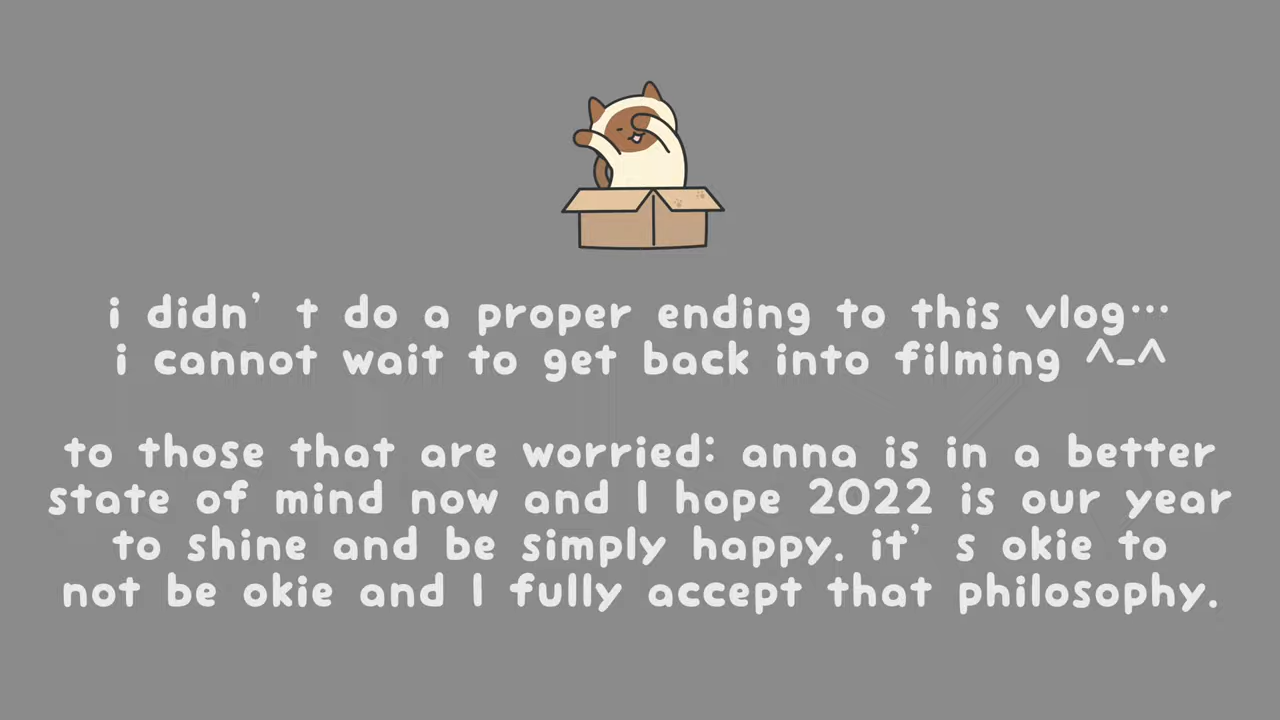 i didn't do a proper ending to this vlog...
i cannot wait to get back into filming ^-^
to those that are worried: anna is in a better
state of mind now and I hope 2022 is our year
to shine and be simply happy. it's okie to
not be okie and I fully accept that philosophy.